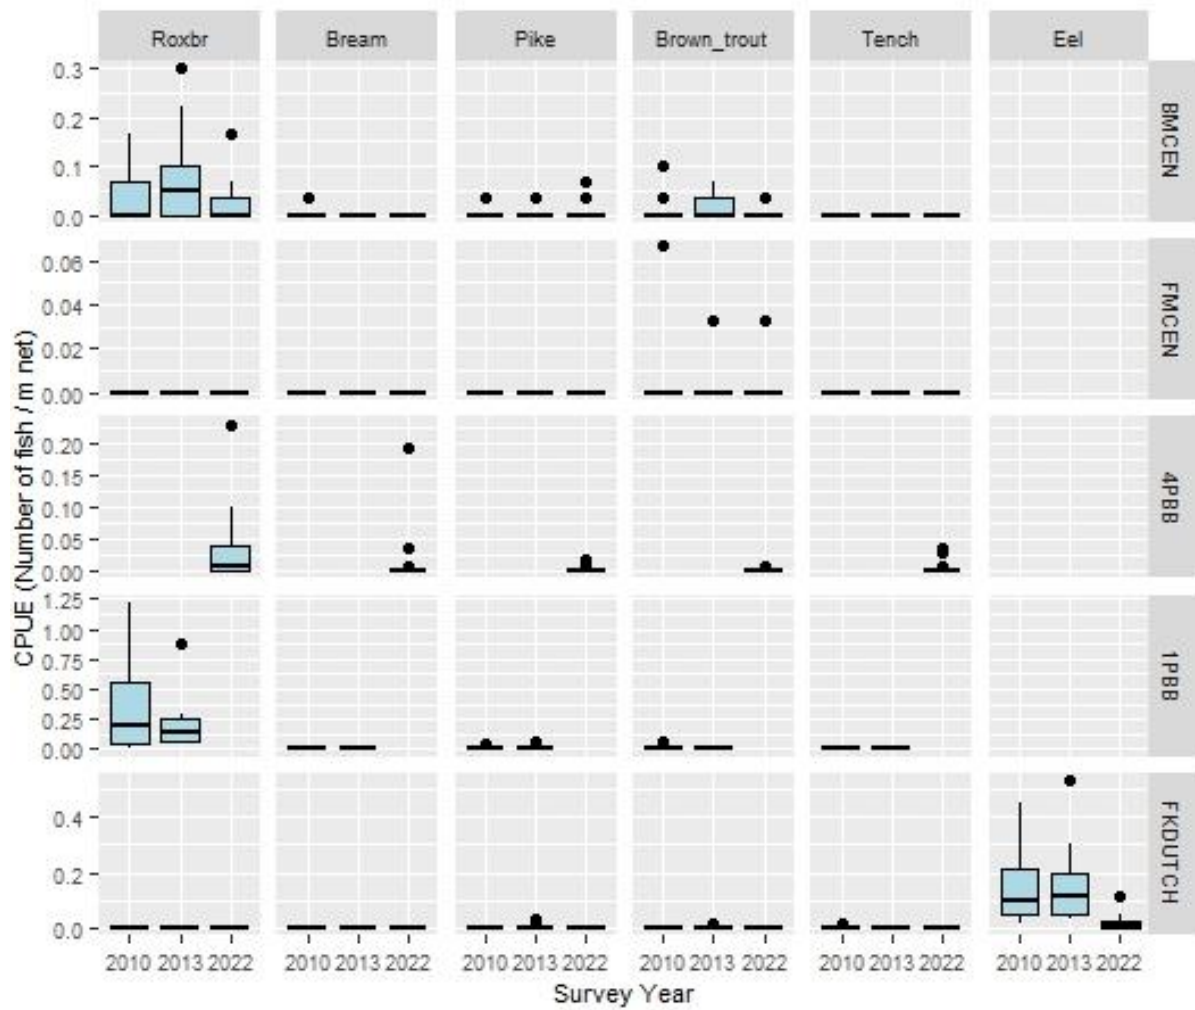 Roxbr Bream Pike Brown_trout Tench Eel
0.3
0.2
0.1
0.0
BMCEN
0.06
0.04
0.02
0.00
FMCEN
0.20
0.15
0.10
0.05
0.00
4PBB
1.25
1.00
0.75
0.50
0.25
0.00
1PBB
0.4
0.2
0.0
FKDUTCH
CPUE (Number of fish / m net)
2010 2013 2022 2010 2013 2022 2010 2013 2022 2010 2013 2022 2010 2013 2022 2010 2013 2022
Survey Year